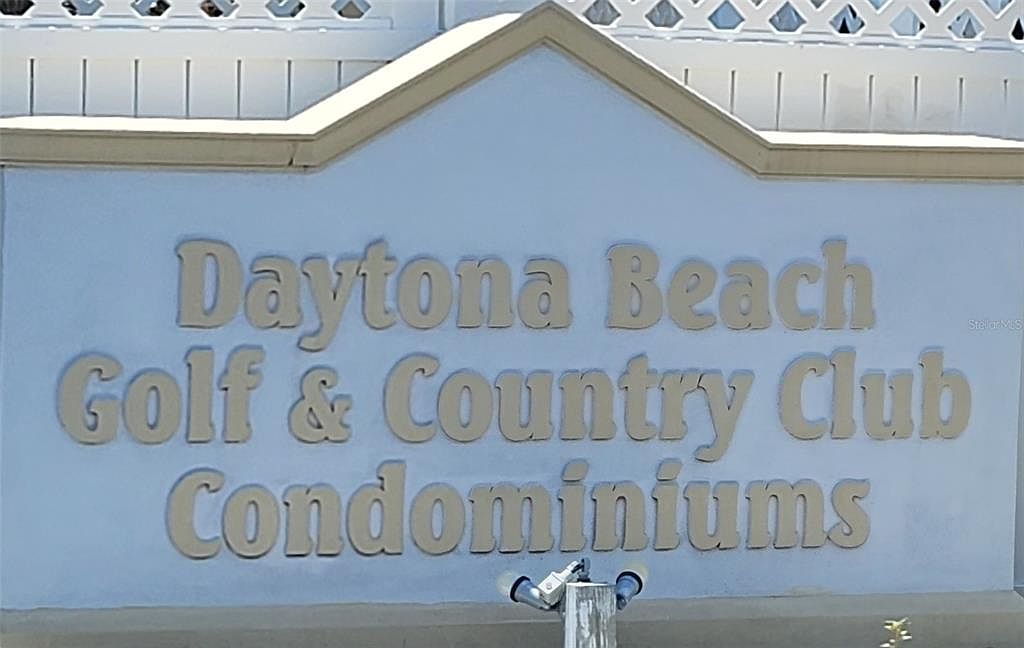 Daytona Beach
Golf & Country Club
Condominiums
StellarMLS